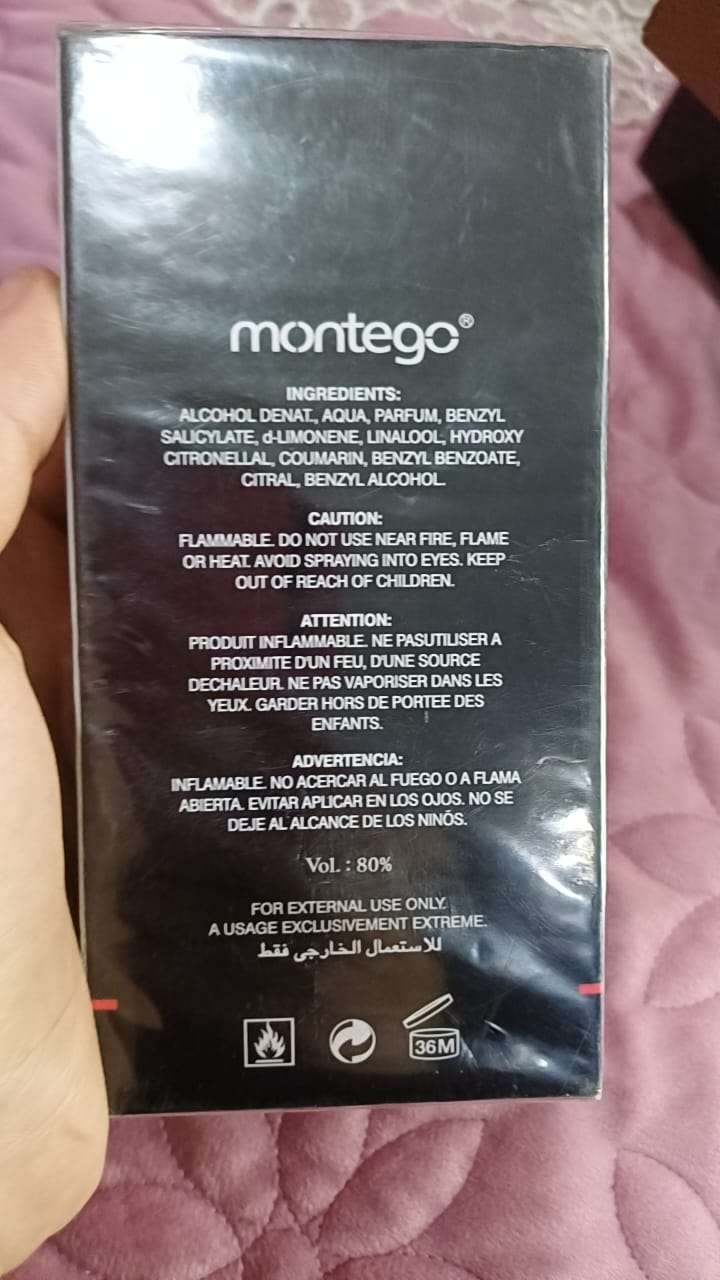 montego®
INGREDIENTS:
ALCOHOL DENAT., AQUA, PARFUM, BENZYL
SALICYLATE, d-LIMONENE, LINALOOL, HYDROXY
CITRONELLAL, COUMARIN, BENZYL BENZOATE,
CITRAL, BENZYL ALCOHOL.
CAUTION:
FLAMMABLE. DO NOT USE NEAR FIRE, FLAME
OR HEAT. AVOID SPRAYING INTO EYES. KEEP
OUT OF REACH OF CHILDREN.
ATTENTION:
PRODUIT INFLAMMABLE. NE PASUTILISER A
PROXIMITE D'UN FEU, D'UNE SOURCE
DECHALEUR. NE PAS VAPORISER DANS LES
YEUX. GARDER HORS DE PORTEE DES
ENFANTS.
ADVERTENCIA:
INFLAMABLE. NO ACERCAR AL FUEGO O A FLAMA
ABIERTA. EVITAR APLICAR EN LOS OJOS. NO SE
DEJE AL ALCANCE DE LOS NINÕS.
Vol. : 80%
FOR EXTERNAL USE ONLY.
A USAGE EXCLUSIVEMENT EXTREME.
للاستعمال الخارجى فقط
36M